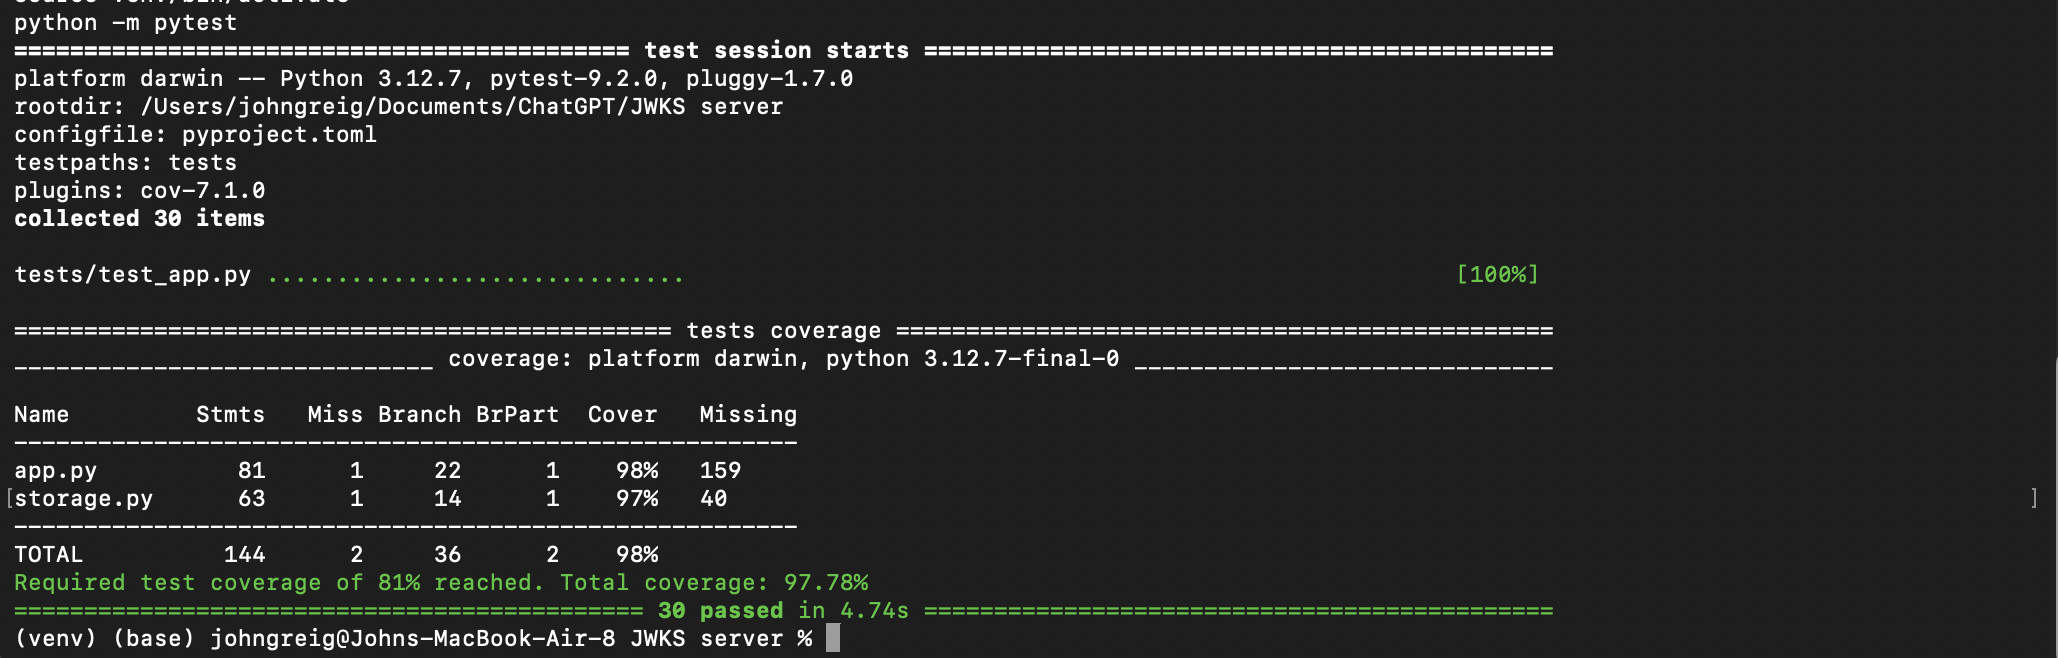 source venv/bin/activate
python -m pytest
============================================ test session starts =============================================
platform darwin -- Python 3.12.7, pytest-9.2.0, pluggy-1.7.0
rootdir: /Users/johngreig/Documents/ChatGPT/JWKS server
configfile: pyproject.toml
testpaths: tests
plugins: cov-7.1.0
collected 30 items

tests/test_app.py ..............................                                                       [100%]

=============================================== tests coverage ===============================================
______________________________ coverage: platform darwin, python 3.12.7-final-0 ______________________________

Name         Stmts   Miss Branch BrPart  Cover   Missing
--------------------------------------------------------
app.py          81      1     22      1    98%   159
[storage.py      63      1     14      1    97%   40 ]
--------------------------------------------------------
TOTAL          144      2     36      2    98%
Required test coverage of 81% reached. Total coverage: 97.78%
============================================= 30 passed in 4.74s =============================================
(venv) (base) johngreig@Johns-MacBook-Air-8 JWKS server %